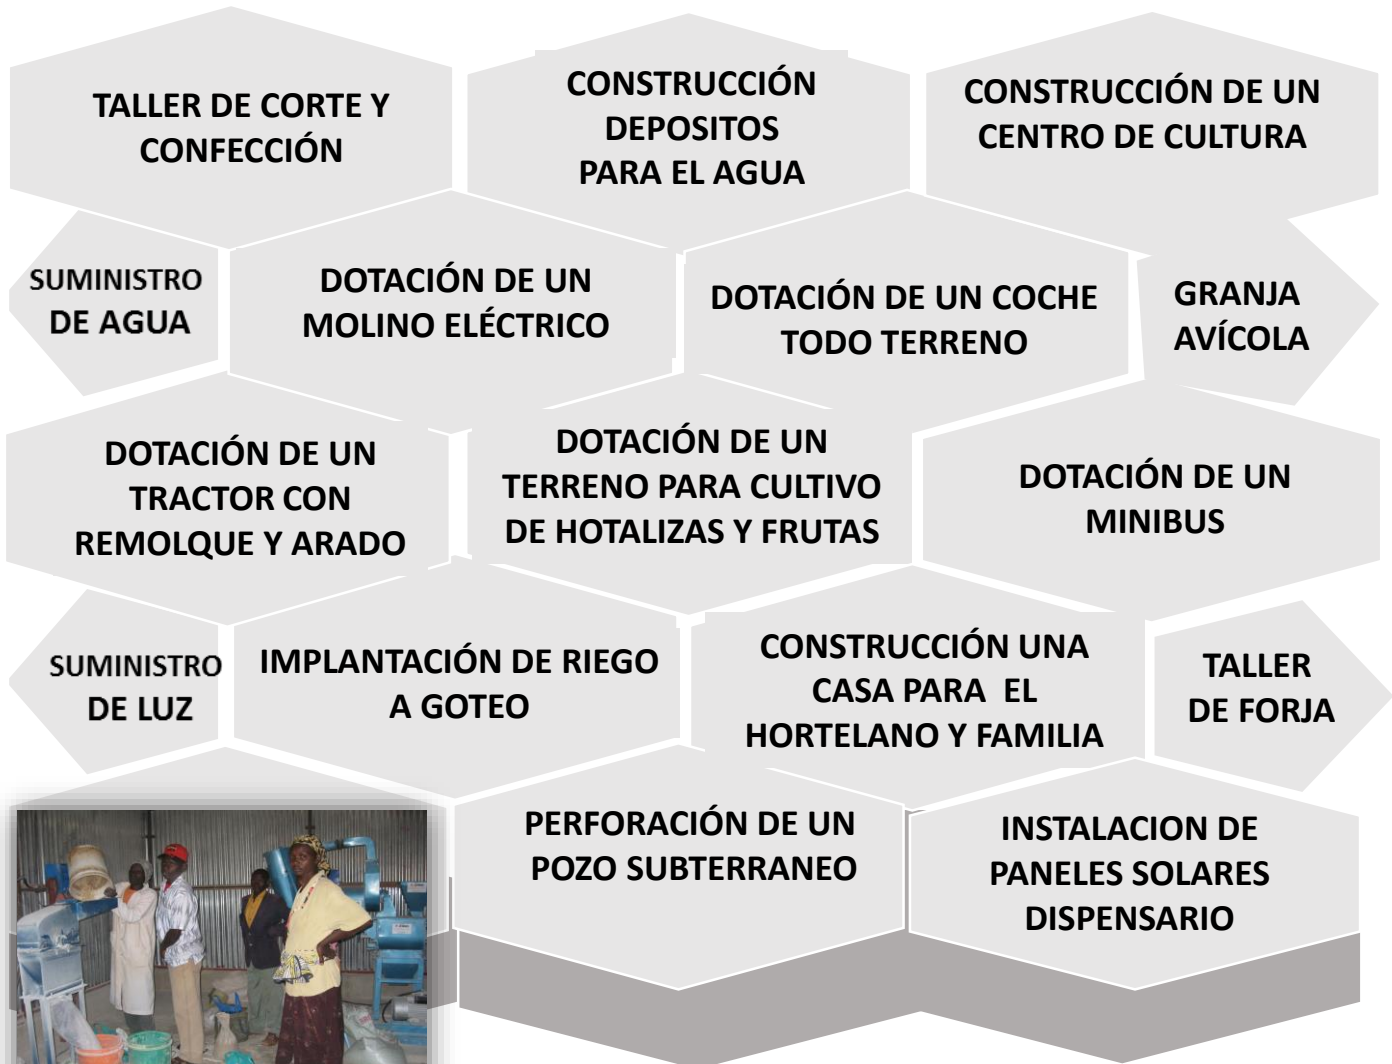 TALLER DE CORTE Y
CONFECCIÓN
CONSTRUCCIÓN
DEPOSITOS
PARA EL AGUA
CONSTRUCCIÓN DE UN
CENTRO DE CULTURA
SUMINISTRO
DE AGUA
DOTACIÓN DE UN
MOLINO ELÉCTRICO
DOTACIÓN DE UN COCHE
TODO TERRENO
GRANJA
AVÍCOLA
DOTACIÓN DE UN
TRACTOR CON
REMOLQUE Y ARADO
DOTACIÓN DE UN
TERRENO PARA CULTIVO
DE HOTALIZAS Y FRUTAS
DOTACIÓN DE UN
MINIBUS
SUMINISTRO
DE LUZ
IMPLANTACIÓN DE RIEGO
A GOTEO
CONSTRUCCIÓN UNA
CASA PARA EL
HORTELANO Y FAMILIA
TALLER
DE FORJA
PERFORACIÓN DE UN
POZO SUBTERRANEO
INSTALACION DE
PANELES SOLARES
DISPENSARIO